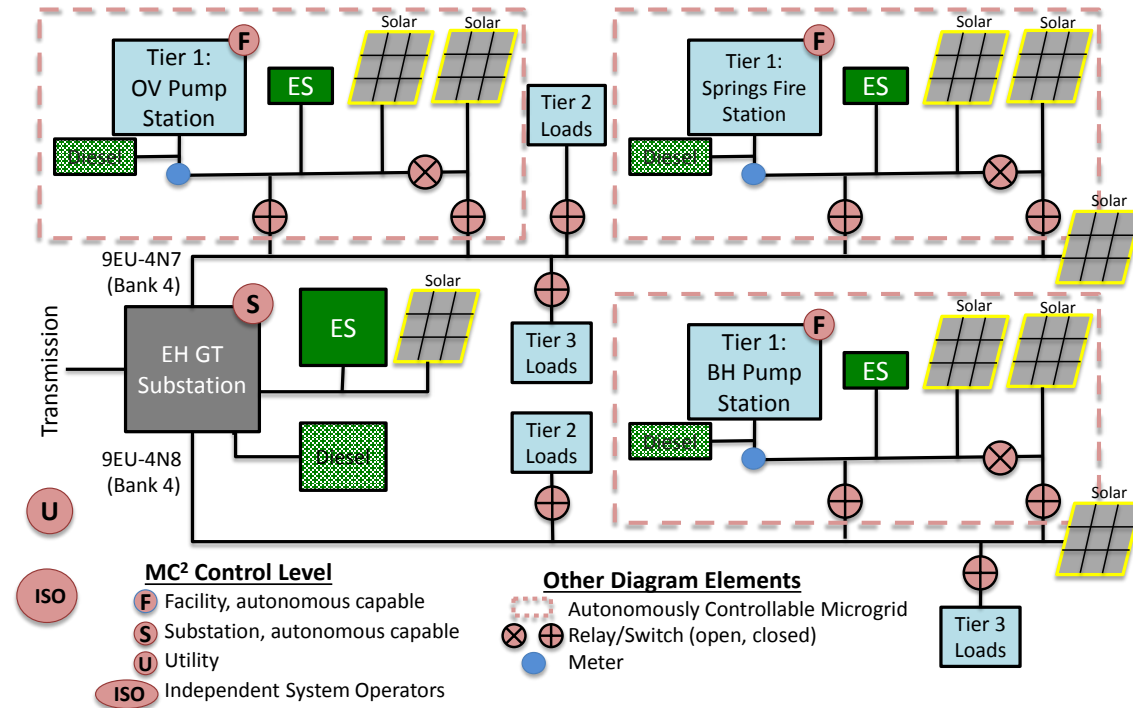 Solar
Solar
F
Tier 1:
OV Pump
Station
ES
Diesel
Tier 2
Loads
Solar
Solar
F
Tier 1:
Springs Fire
Station
ES
Diesel
Solar
9EU-4N7
(Bank 4)
S
EH GT
Substation
Transmission
ES
Solar
Diesel
9EU-4N8
(Bank 4)
Tier 3
Loads
Tier 2
Loads
Solar
Solar
F
Tier 1:
BH Pump
Station
ES
Diesel
Solar
Tier 3
Loads
U
ISO
MC² Control Level
F Facility, autonomous capable
S Substation, autonomous capable
U Utility
ISO Independent System Operators
Other Diagram Elements
Autonomously Controllable Microgrid
Relay/Switch (open, closed)
Meter